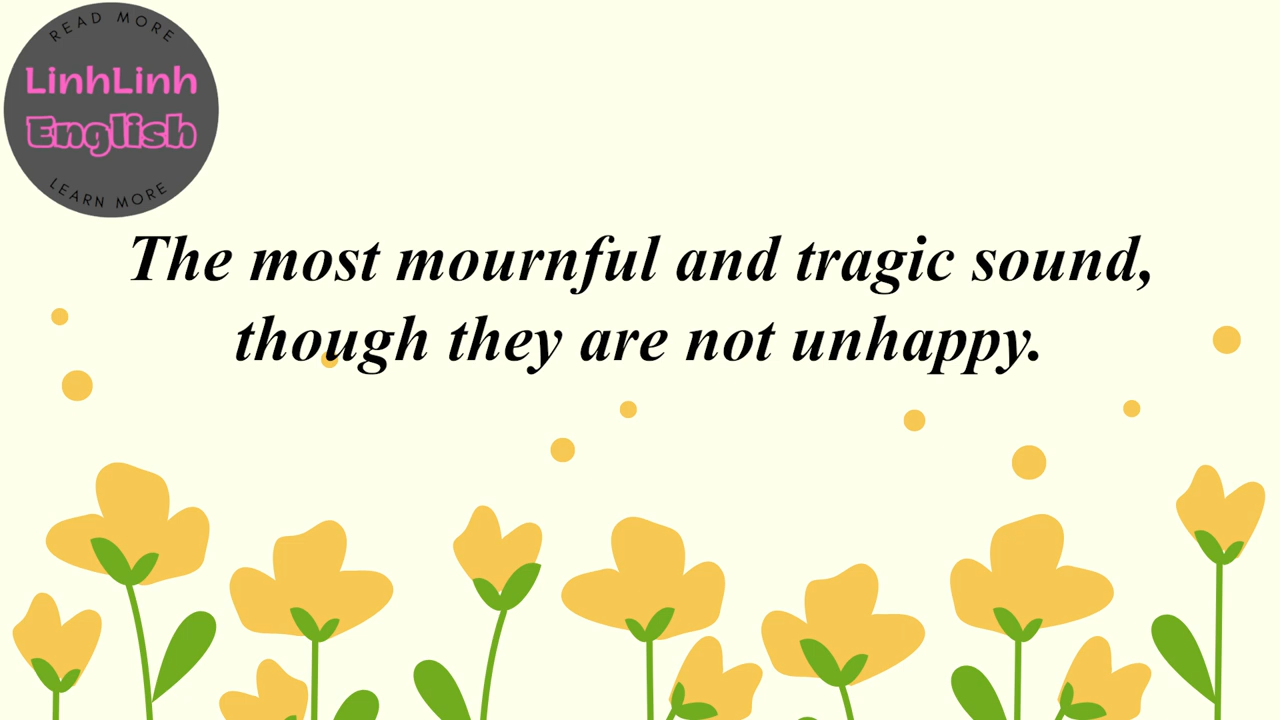 READ MORE
LinhLinh
English
LEARN MORE
The most mournful and tragic sound,
though they are not unhappy.